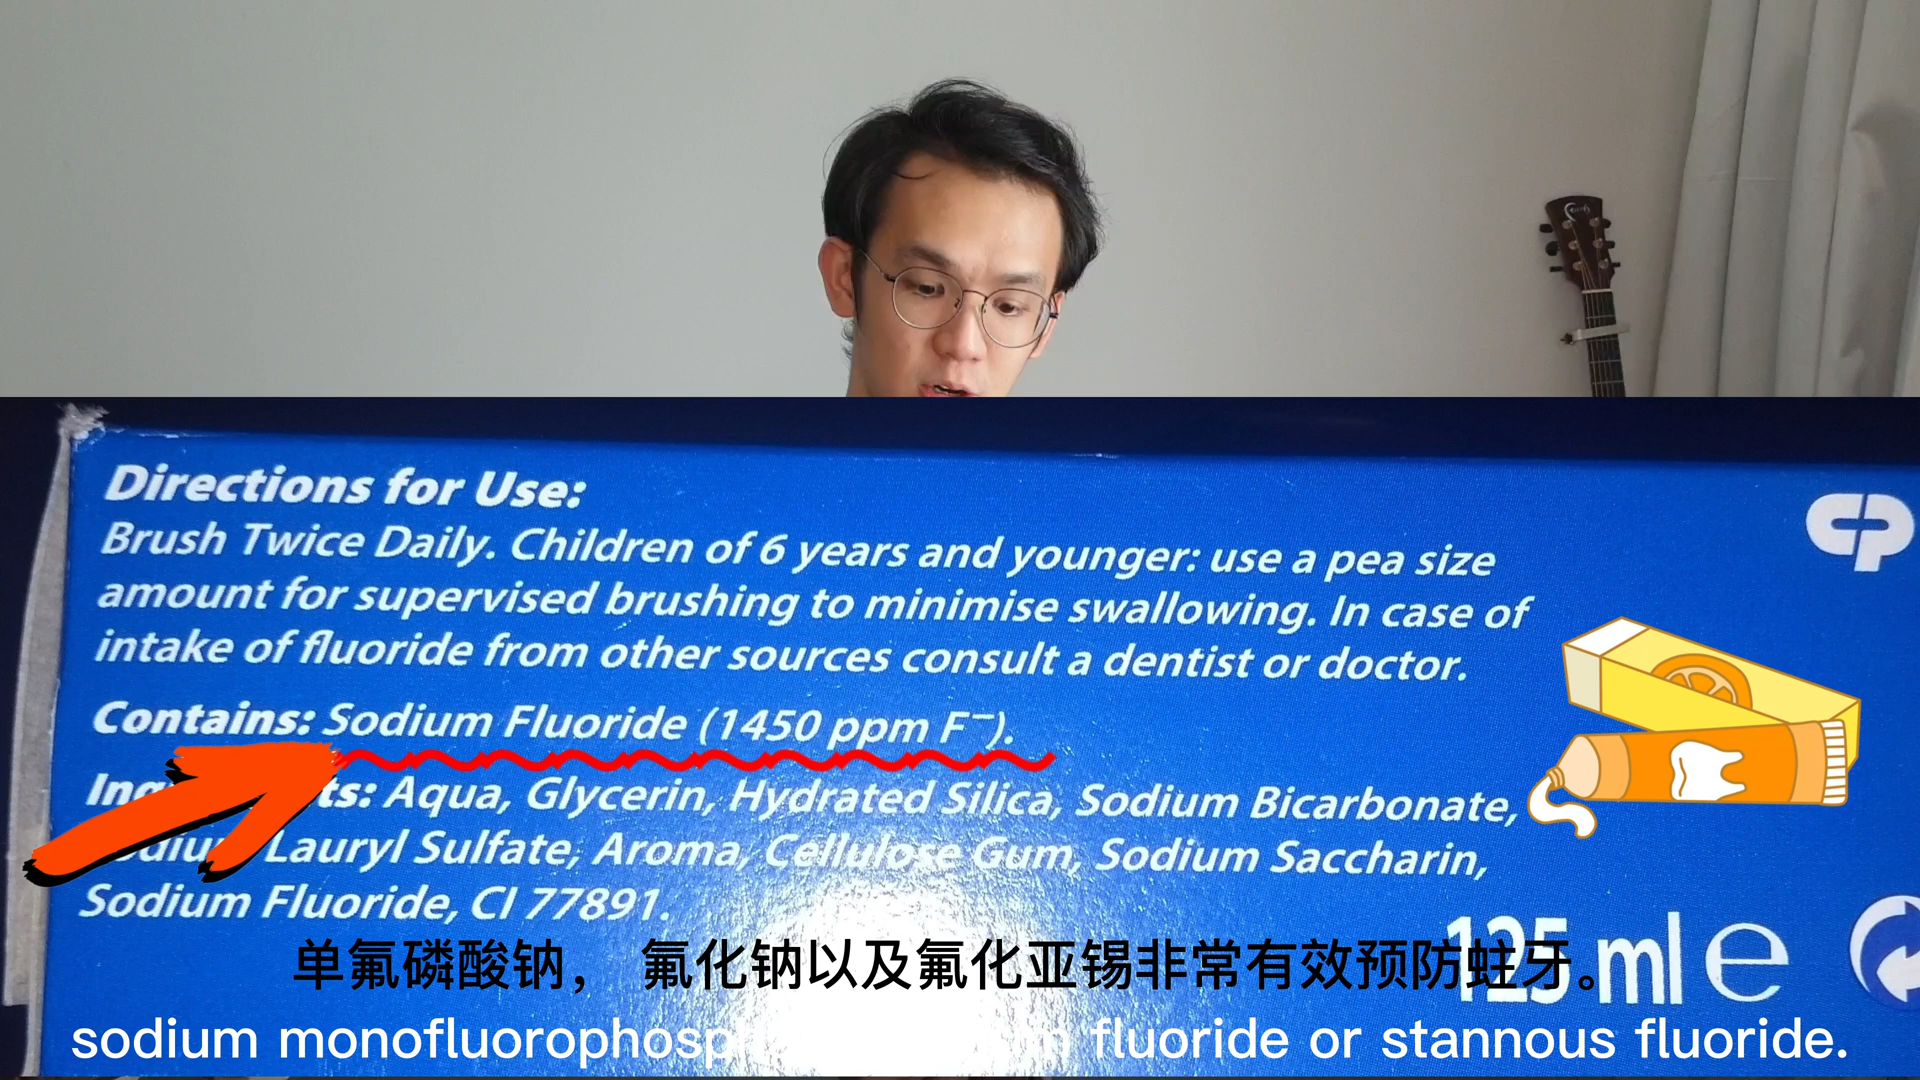 Directions for Use:
Brush Twice Daily. Children of 6 years and younger: use a pea size
amount for supervised brushing to minimise swallowing. In case of
intake of fluoride from other sources consult a dentist or doctor.
Contains: Sodium Fluoride (1450 ppm F⁻).
Aqua, Glycerin, Hydrated Silica, Sodium Bicarbonate,
Lauryl Sulfate, Aroma, Cellulose Gum, Sodium Saccharin,
Sodium Fluoride, CI 77891.
125 ml e
单氟磷酸钠， 氟化钠以及氟化亚锡非常有效预防蛀牙。
sodium fluoride or stannous fluoride.